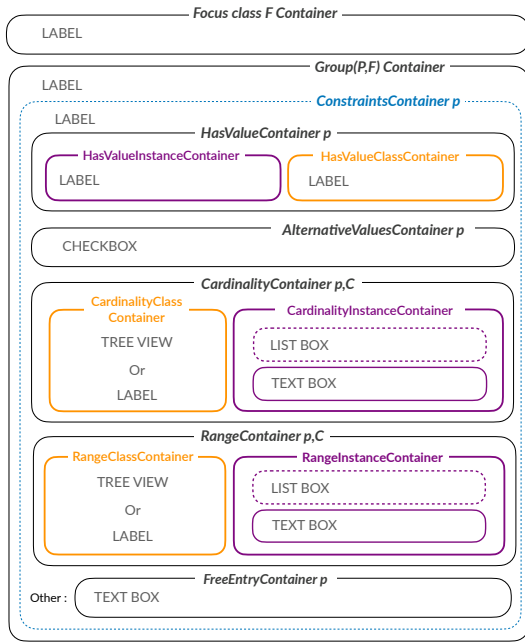 Focus class F Container
LABEL
Group(P,F) Container
LABEL
ConstraintsContainer p
LABEL
HasValueContainer p
HasValueInstanceContainer
HasValueClassContainer
LABEL
LABEL
AlternativeValuesContainer p
CHECKBOX
CardinalityContainer p,C
CardinalityClass
Container
CardinalityInstanceContainer
TREE VIEW
LIST BOX
Or
TEXT BOX
LABEL
RangeContainer p,C
RangeClassContainer
RangeInstanceContainer
TREE VIEW
LIST BOX
Or
TEXT BOX
LABEL
FreeEntryContainer p
Other :
TEXT BOX